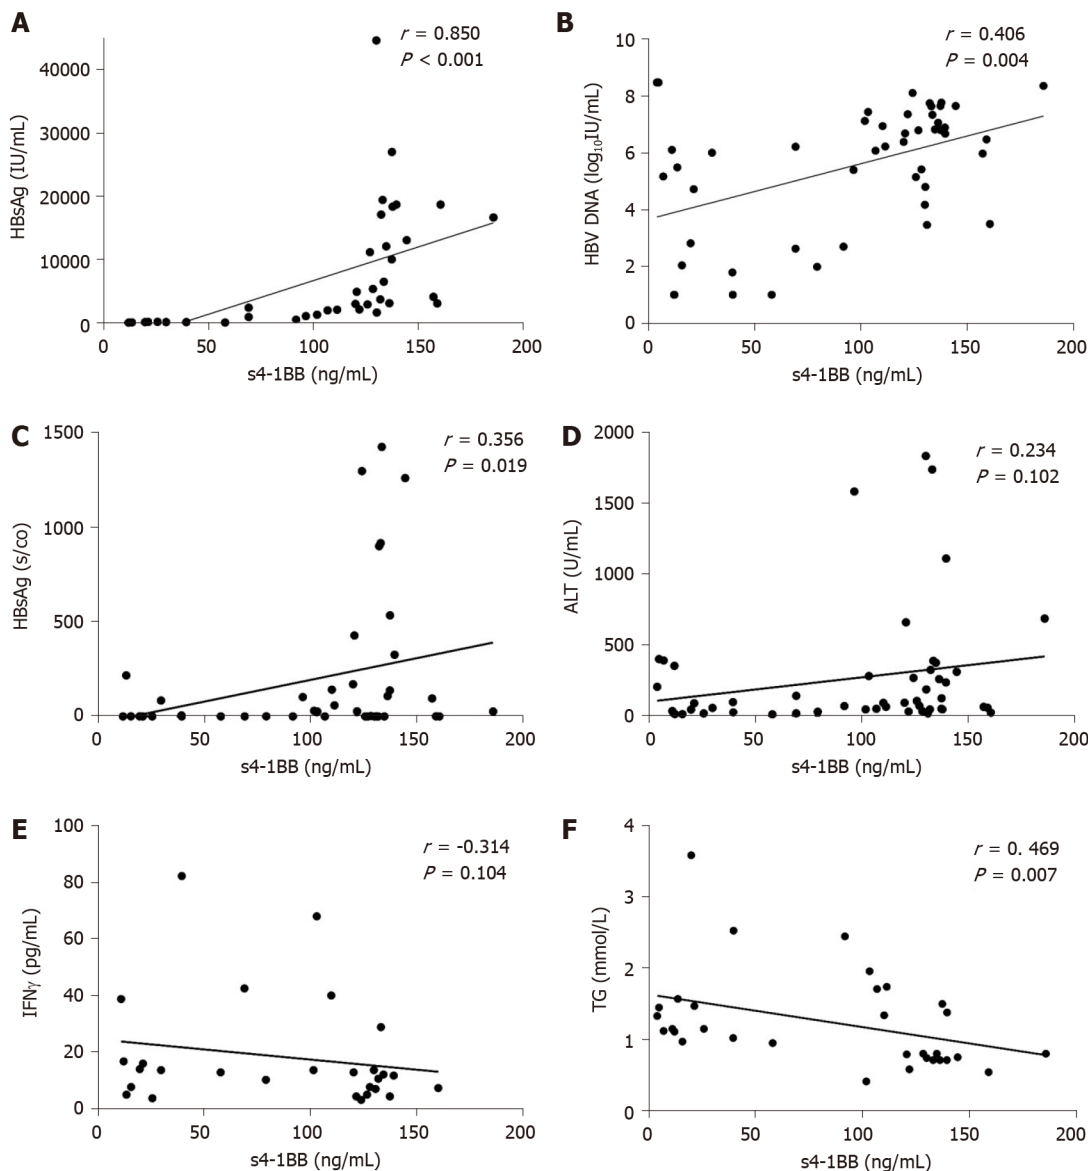 A
r = 0.850
P < 0.001
HBsAg (IU/mL)
40000
30000
20000
10000
0
0 50 100 150 200
s4-1BB (ng/mL)
B
r = 0.406
P = 0.004
HBV DNA (log10IU/mL)
10
8
6
4
2
0
0 50 100 150 200
s4-1BB (ng/mL)
C
r = 0.356
P = 0.019
HBsAg (s/co)
1500
1000
500
0
0 50 100 150 200
s4-1BB (ng/mL)
D
r = 0.234
P = 0.102
ALT (U/mL)
2000
1500
1000
500
0
0 50 100 150 200
s4-1BB (ng/mL)
E
r = -0.314
P = 0.104
IFNγ (pg/mL)
100
80
60
40
20
0
0 50 100 150 200
s4-1BB (ng/mL)
F
r = 0. 469
P = 0.007
TG (mmol/L)
4
3
2
1
0
0 50 100 150 200
s4-1BB (ng/mL)